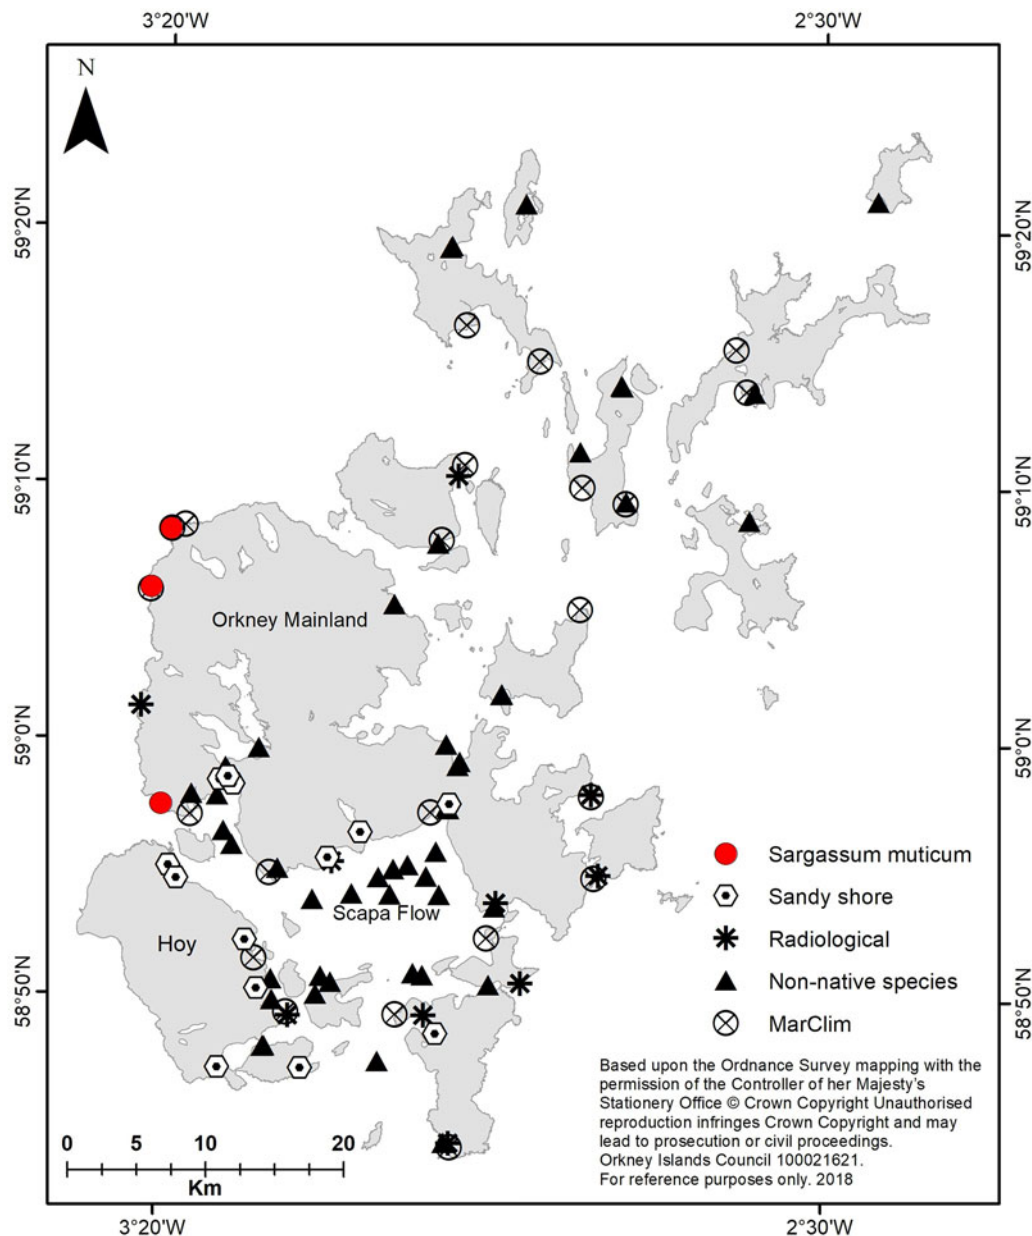 3°20'W 2°30'W
N
59°20'N 59°20'N
59°10'N 59°10'N
Orkney Mainland
59°0'N 59°0'N
Sargassum muticum
Sandy shore
Scapa Flow
Hoy
Radiological
Non-native species
58°50'N 58°50'N
MarClim
Based upon the Ordnance Survey mapping with the
permission of the Controller of her Majesty's
Stationery Office © Crown Copyright Unauthorised
reproduction infringes Crown Copyright and may
lead to prosecution or civil proceedings.
Orkney Islands Council 100021621.
For reference purposes only. 2018
0 5 10 20
Km
3°20'W 2°30'W